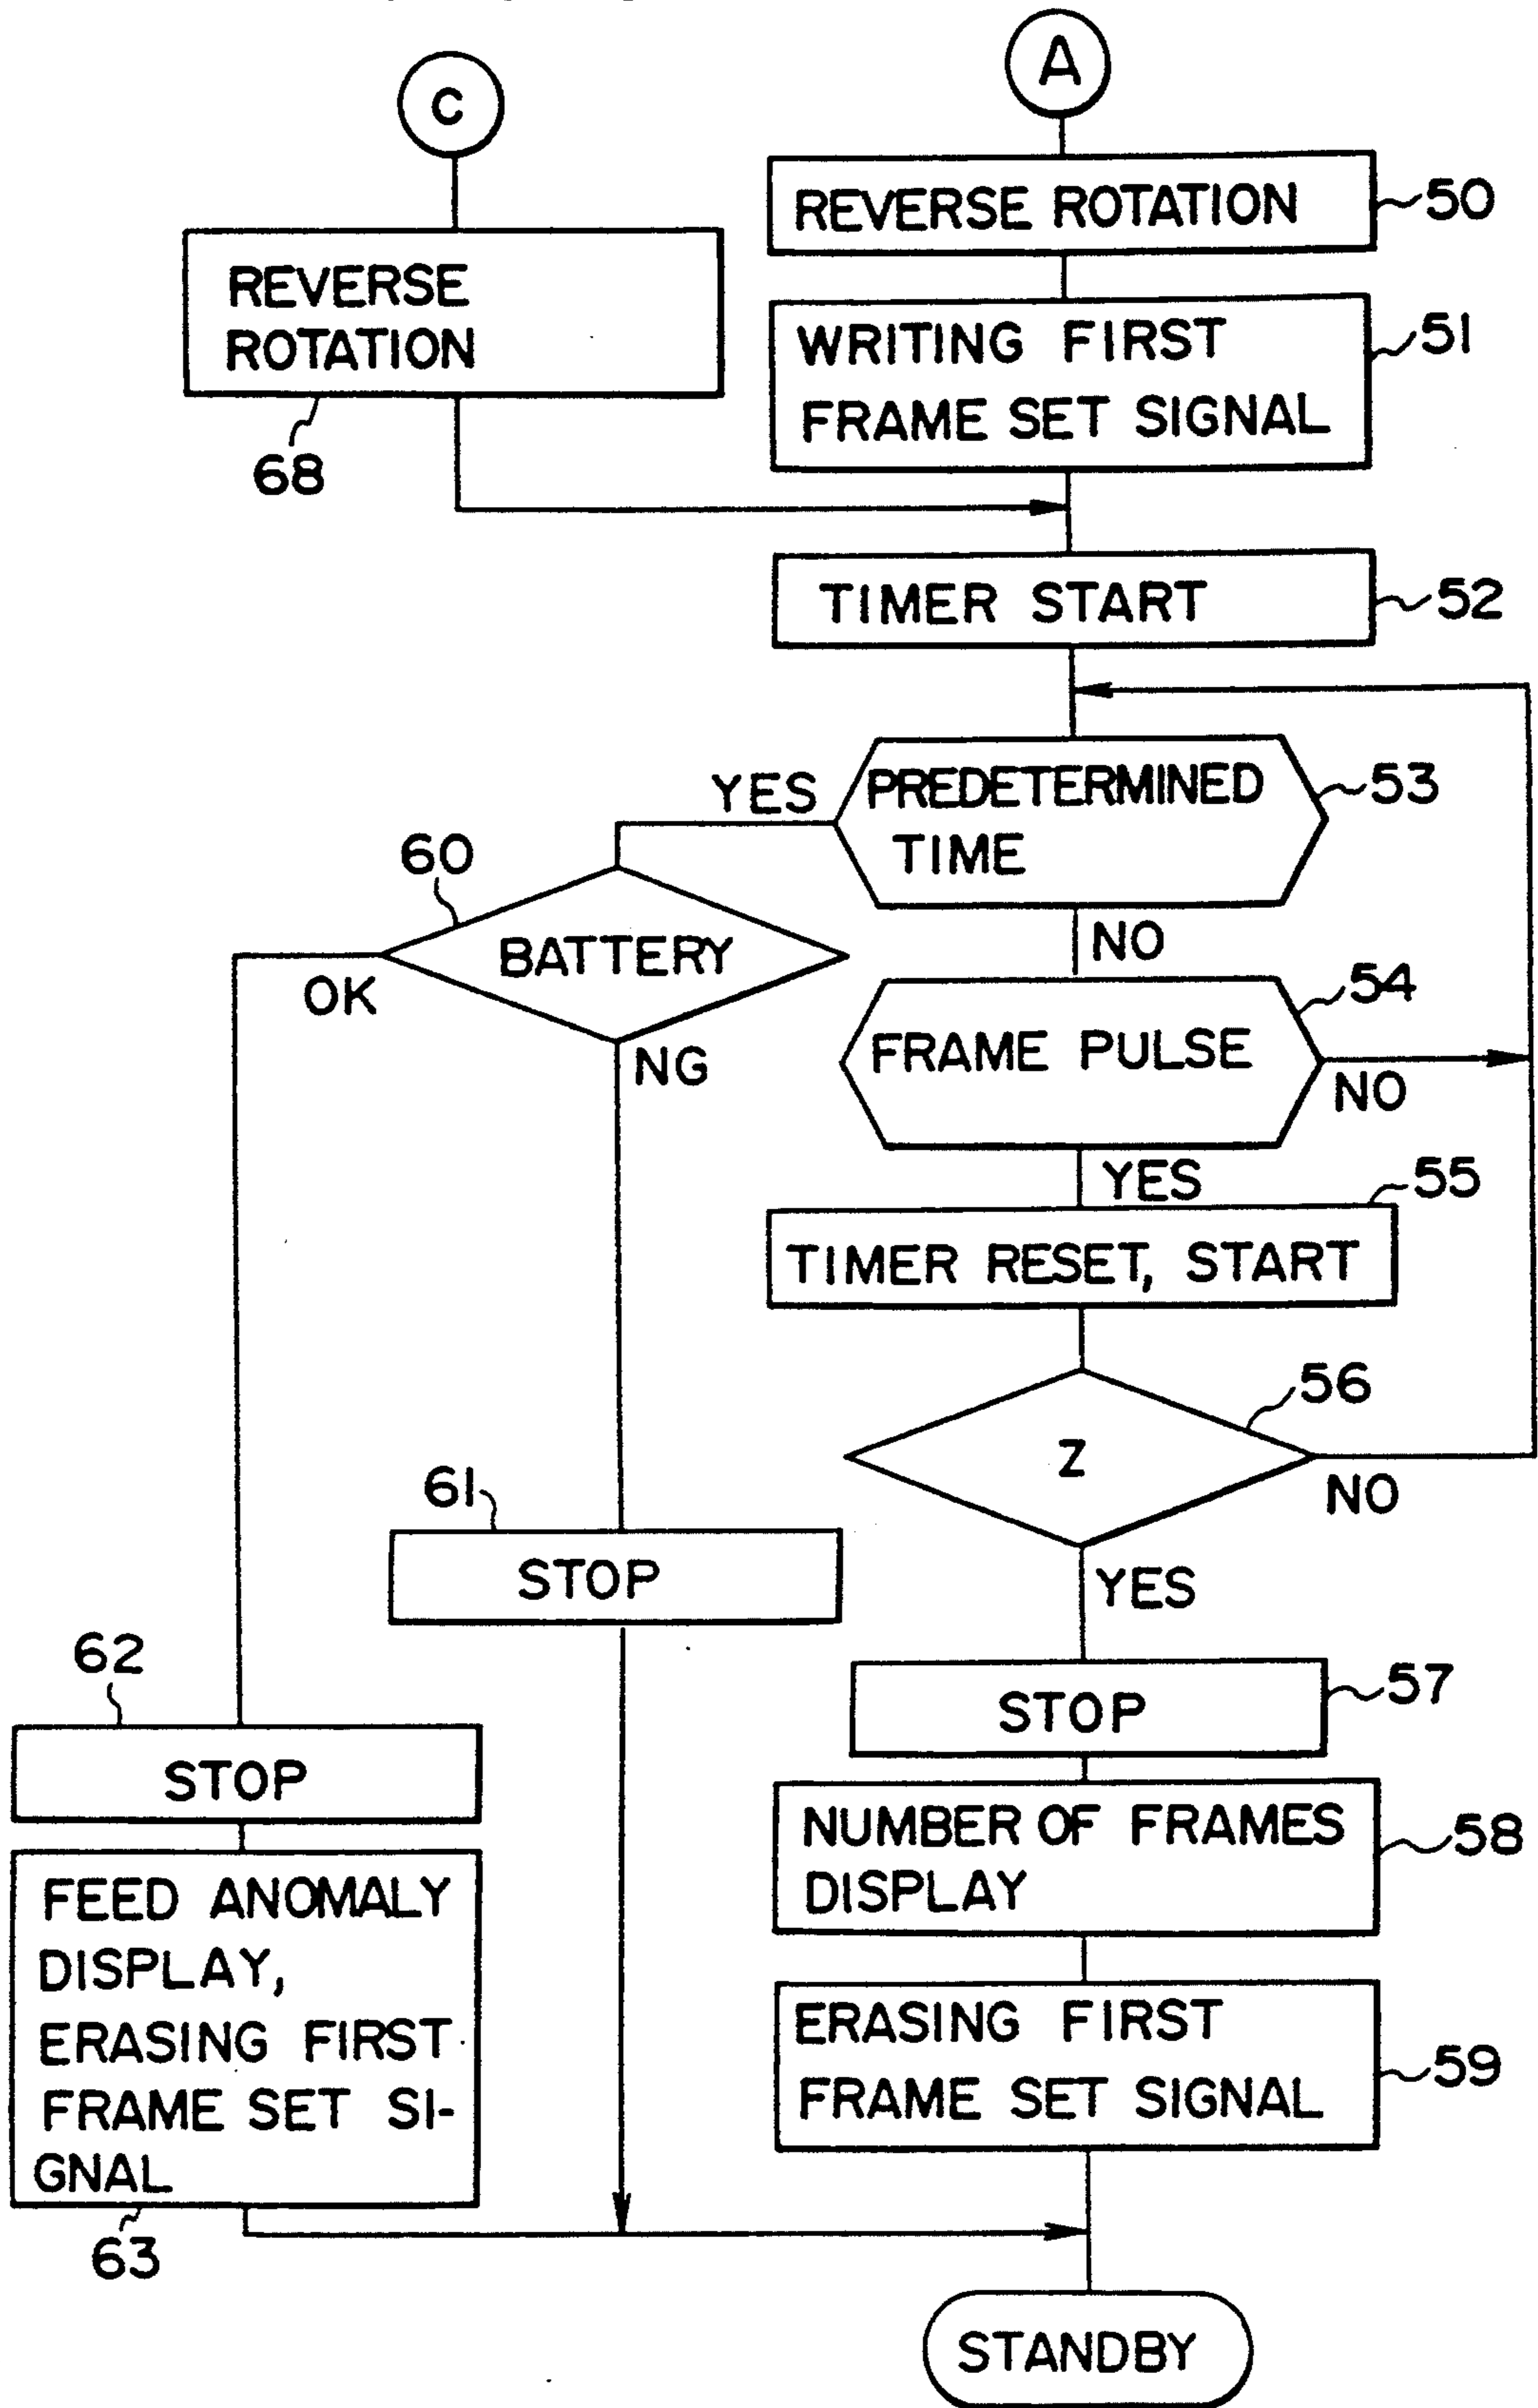 A
C
REVERSE ROTATION
50
REVERSE
ROTATION
68
WRITING FIRST
FRAME SET SIGNAL
51
TIMER START
52
PREDETERMINED
TIME
53
YES
NO
60
BATTERY
OK
NG
FRAME PULSE
54
NO
YES
TIMER RESET, START
55
Z
56
NO
YES
61
STOP
62
STOP
STOP
57
NUMBER OF FRAMES
DISPLAY
58
FEED ANOMALY
DISPLAY,
ERASING FIRST
FRAME SET SI-
GNAL
63
ERASING FIRST
FRAME SET SIGNAL
59
STANDBY